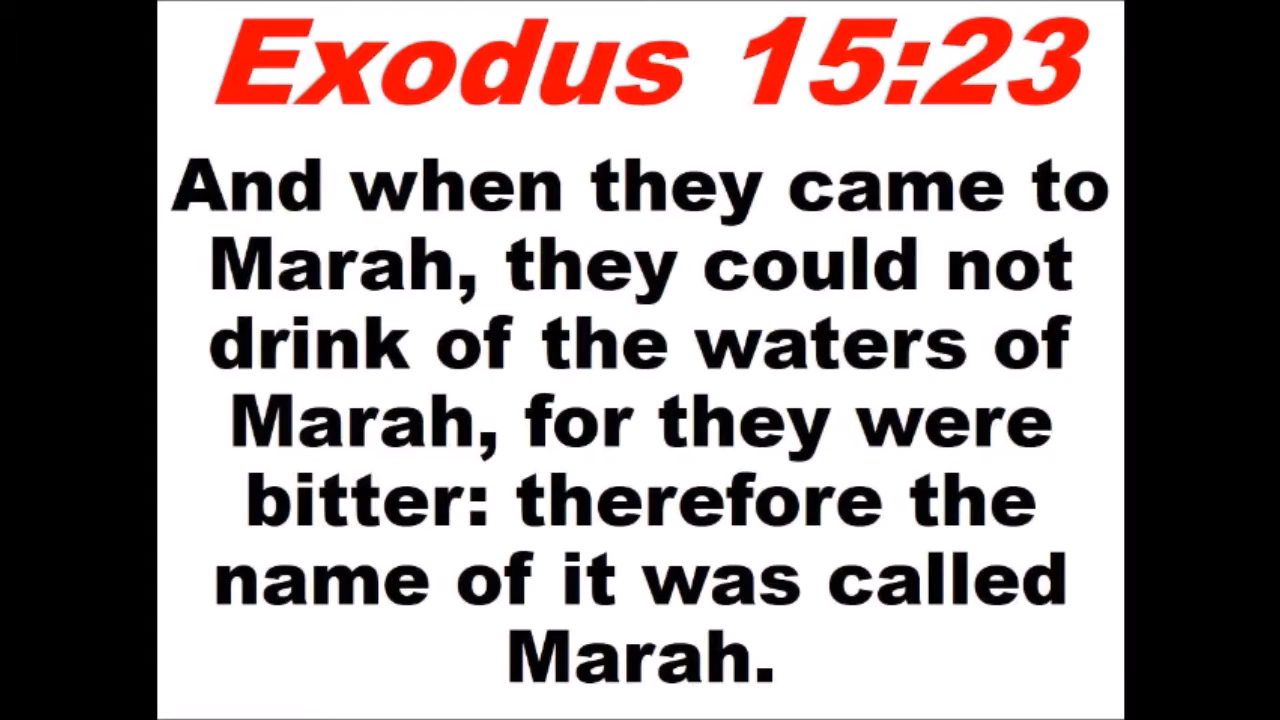 Exodus 15:23
And when they came to
Marah, they could not
drink of the waters of
Marah, for they were
bitter: therefore the
name of it was called
Marah.